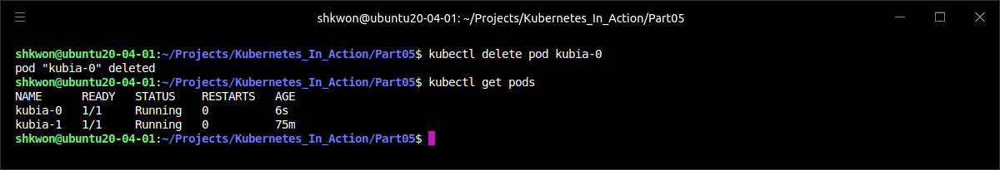 shkwon@ubuntu20-04-01: ~/Projects/Kubernetes_In_Action/Part05
shkwon@ubuntu20-04-01:~/Projects/Kubernetes_In_Action/Part05$ kubectl delete pod kubia-0
pod "kubia-0" deleted
shkwon@ubuntu20-04-01:~/Projects/Kubernetes_In_Action/Part05$ kubectl get pods
NAME      READY   STATUS    RESTARTS   AGE
kubia-0   1/1     Running   0          6s
kubia-1   1/1     Running   0          75m
shkwon@ubuntu20-04-01:~/Projects/Kubernetes_In_Action/Part05$